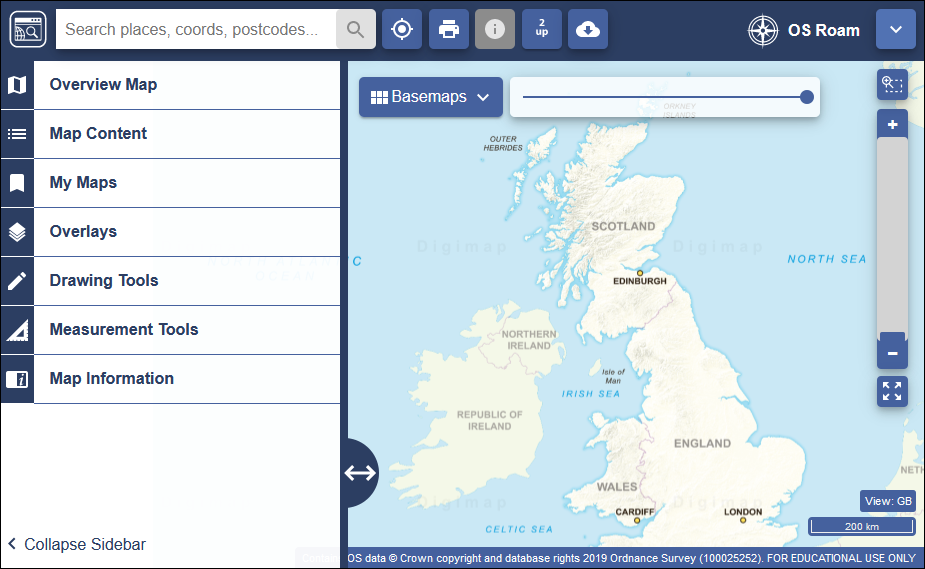 Search places, coords, postcodes...
2
up
OS Roam
Overview Map
Map Content
My Maps
Overlays
Drawing Tools
Measurement Tools
Map Information
Collapse Sidebar
Basemaps
ORKNEY
ISLANDS
OUTER
HEBRIDES
SCOTLAND
Digimap
Digimap
C
NORTH SEA
EDINBURGH
NORTHERN
IRELAND
Isle of
Man
IRISH SEA
REPUBLIC OF
IRELAND
ENGLAND
NETH
WALES
Digimap
Digimap
CARDIFF
LONDON
CELTIC SEA
View: GB
200 km
OS data © Crown copyright and database rights 2019 Ordnance Survey (100025252). FOR EDUCATIONAL USE ONLY